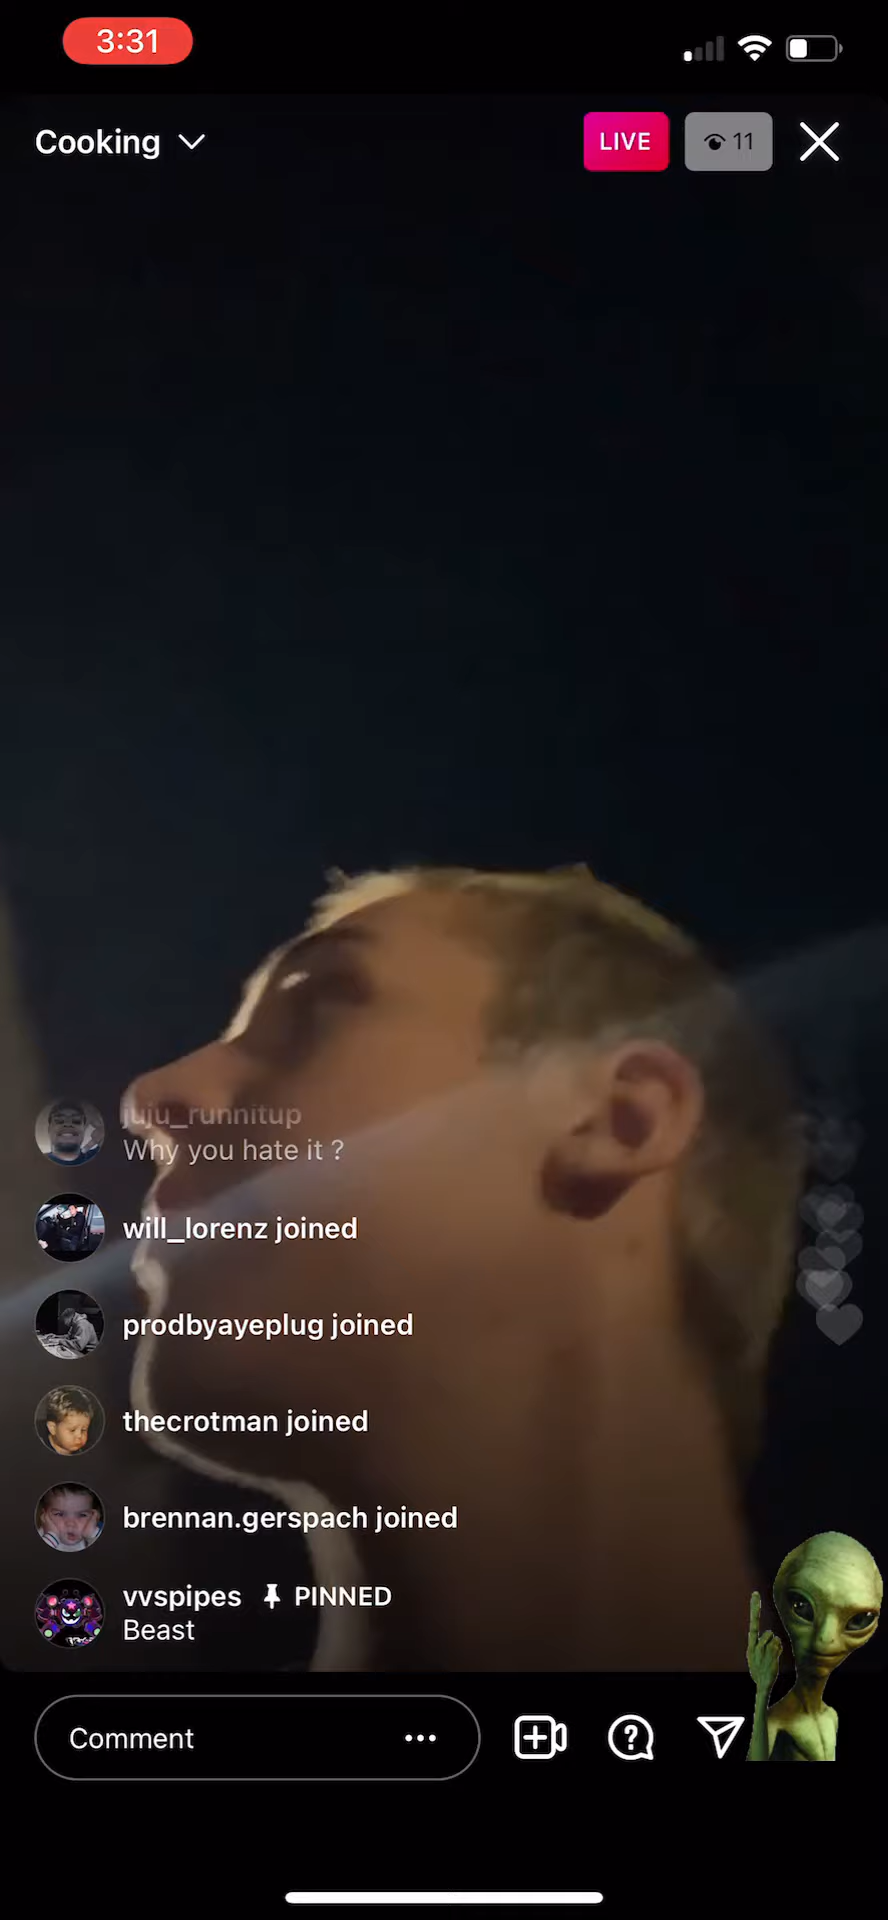 3:31
Cooking
LIVE
11
juju_runnitup
Why you hate it ?
will_lorenz joined
prodbyayeplug joined
thecrotman joined
brennan.gerspach joined
vvspipes PINNED
Beast
Comment